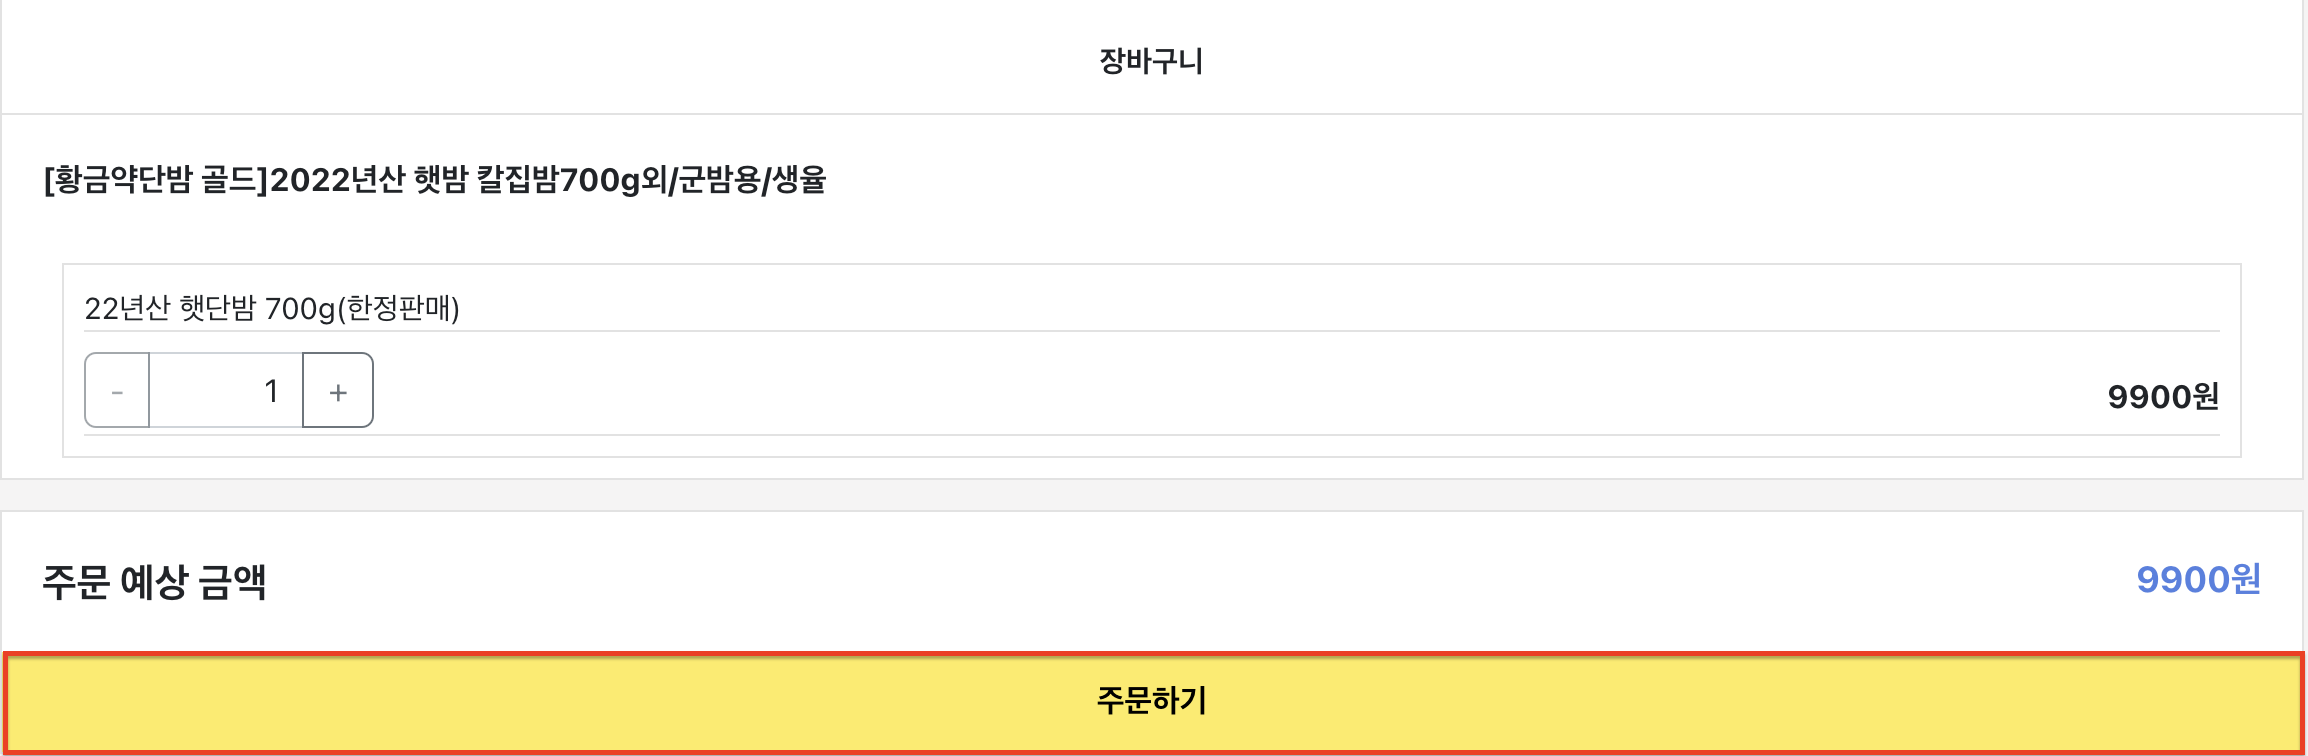 장바구니
[황금약단밤 골드]2022년산 햇밤 칼집밤700g외/군밤용/생율
22년산 햇단밤 700g(한정판매)
- 1 +
9900원
주문 예상 금액
9900원
주문하기